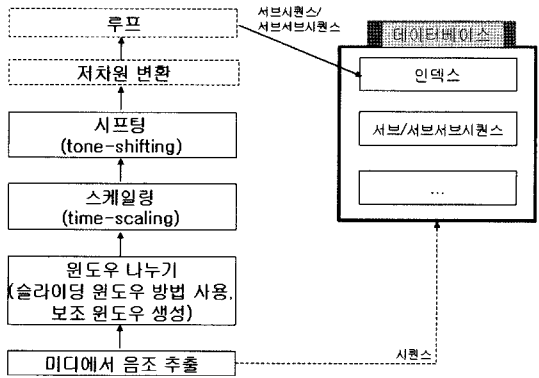 루프
저차원 변환
시프팅
(tone-shifting)
스케일링
(time-scaling)
윈도우 나누기
(슬라이딩 윈도우 방법 사용,
보조 윈도우 생성)
미디에서 음조 추출
서브시퀀스/
서브서브시퀀스
데이터베이스
인덱스
서브/서브서브시퀀스
...
시퀀스